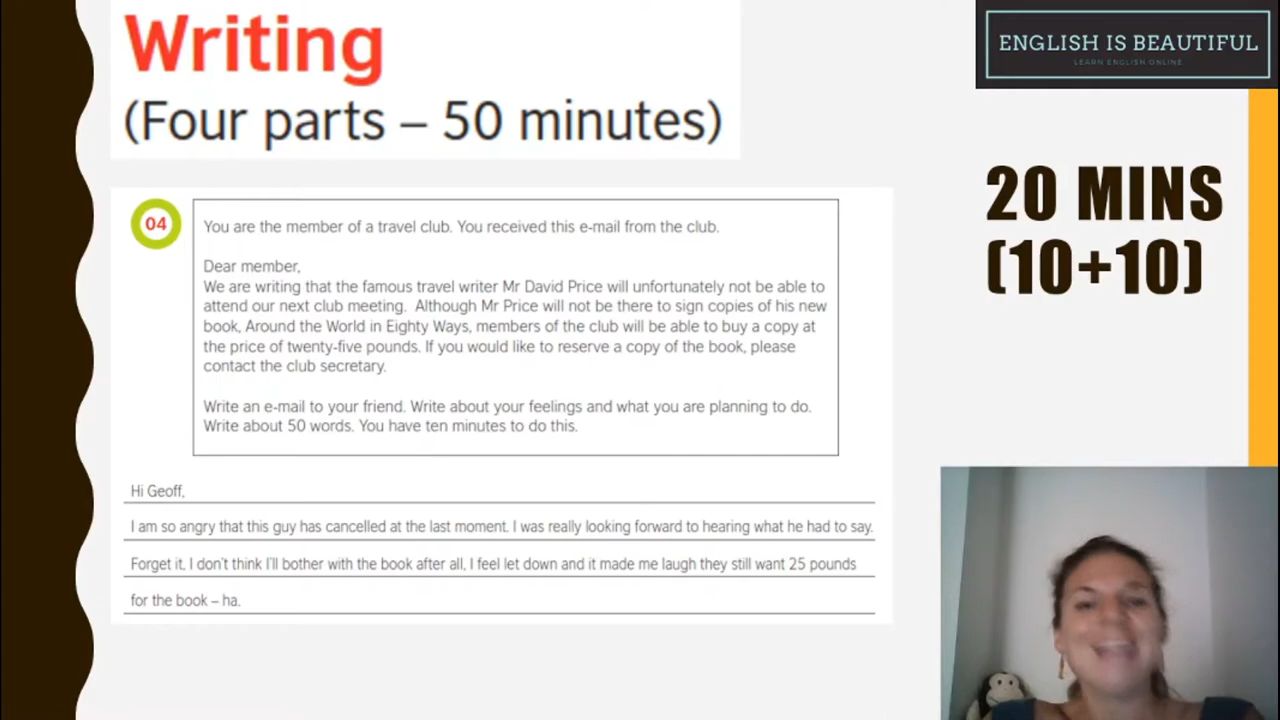 Writing
(Four parts – 50 minutes)
ENGLISH IS BEAUTIFUL
LEARN ENGLISH ONLINE
20 MINS
(10+10)
04
You are the member of a travel club. You received this e-mail from the club.
Dear member,
We are writing that the famous travel writer Mr David Price will unfortunately not be able to
attend our next club meeting. Although Mr Price will not be there to sign copies of his new
book, Around the World in Eighty Ways, members of the club will be able to buy a copy at
the price of twenty-five pounds. If you would like to reserve a copy of the book, please
contact the club secretary.
Write an e-mail to your friend. Write about your feelings and what you are planning to do.
Write about 50 words. You have ten minutes to do this.
Hi Geoff,
I am so angry that this guy has cancelled at the last moment. I was really looking forward to hearing what he had to say.
Forget it, I don't think I'll bother with the book after all, I feel let down and it made me laugh they still want 25 pounds
for the book – ha.